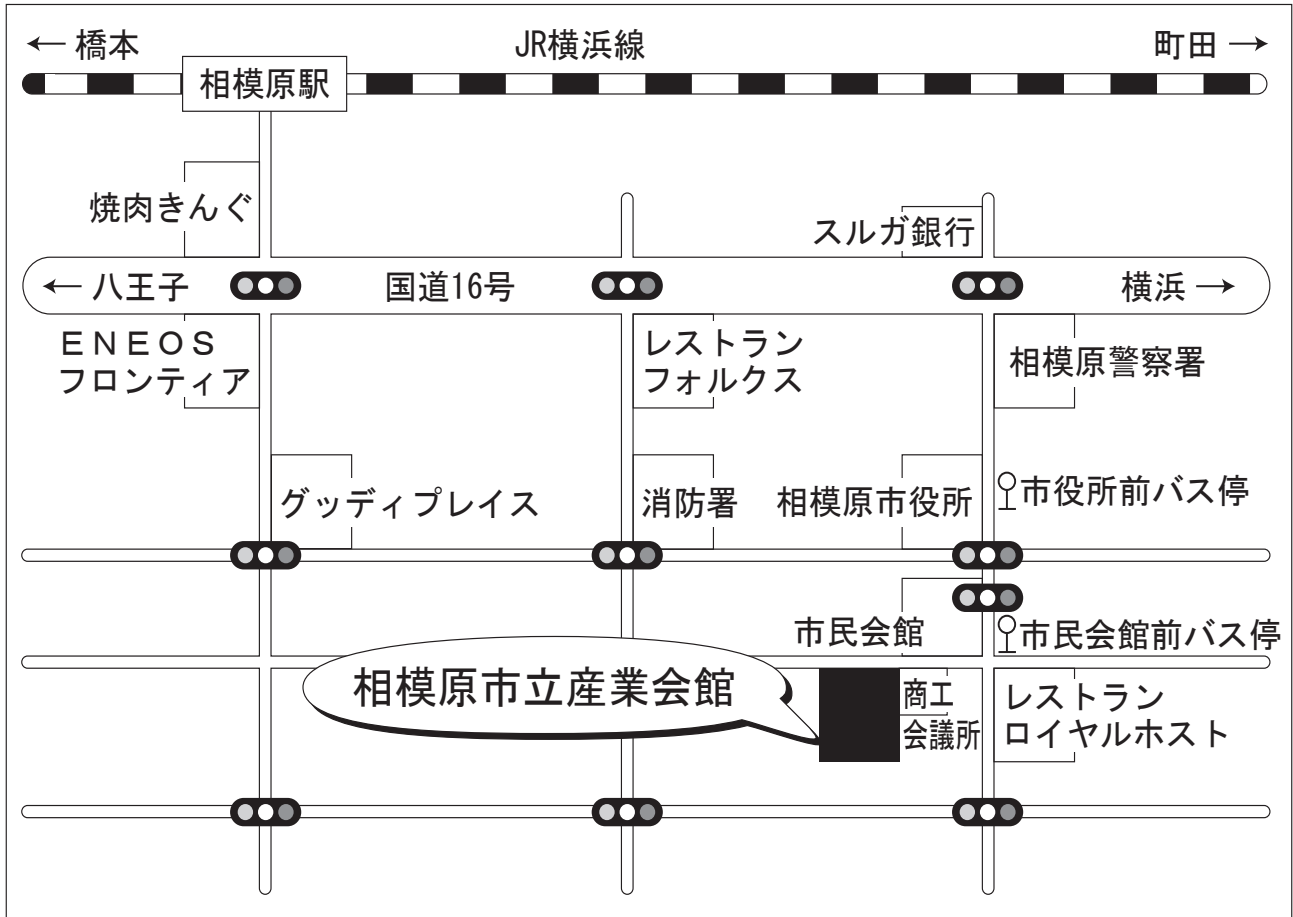 ← 橋本
JR横浜線
町田 →
相模原駅
焼肉きんぐ
スルガ銀行
← 八王子
国道16号
横浜 →
ENEOS
フロンティア
レストラン
フォルクス
相模原警察署
グッディプレイス
消防署
相模原市役所
市役所前バス停
市民会館
市民会館前バス停
相模原市立産業会館
商工
会議所
レストラン
ロイヤルホスト